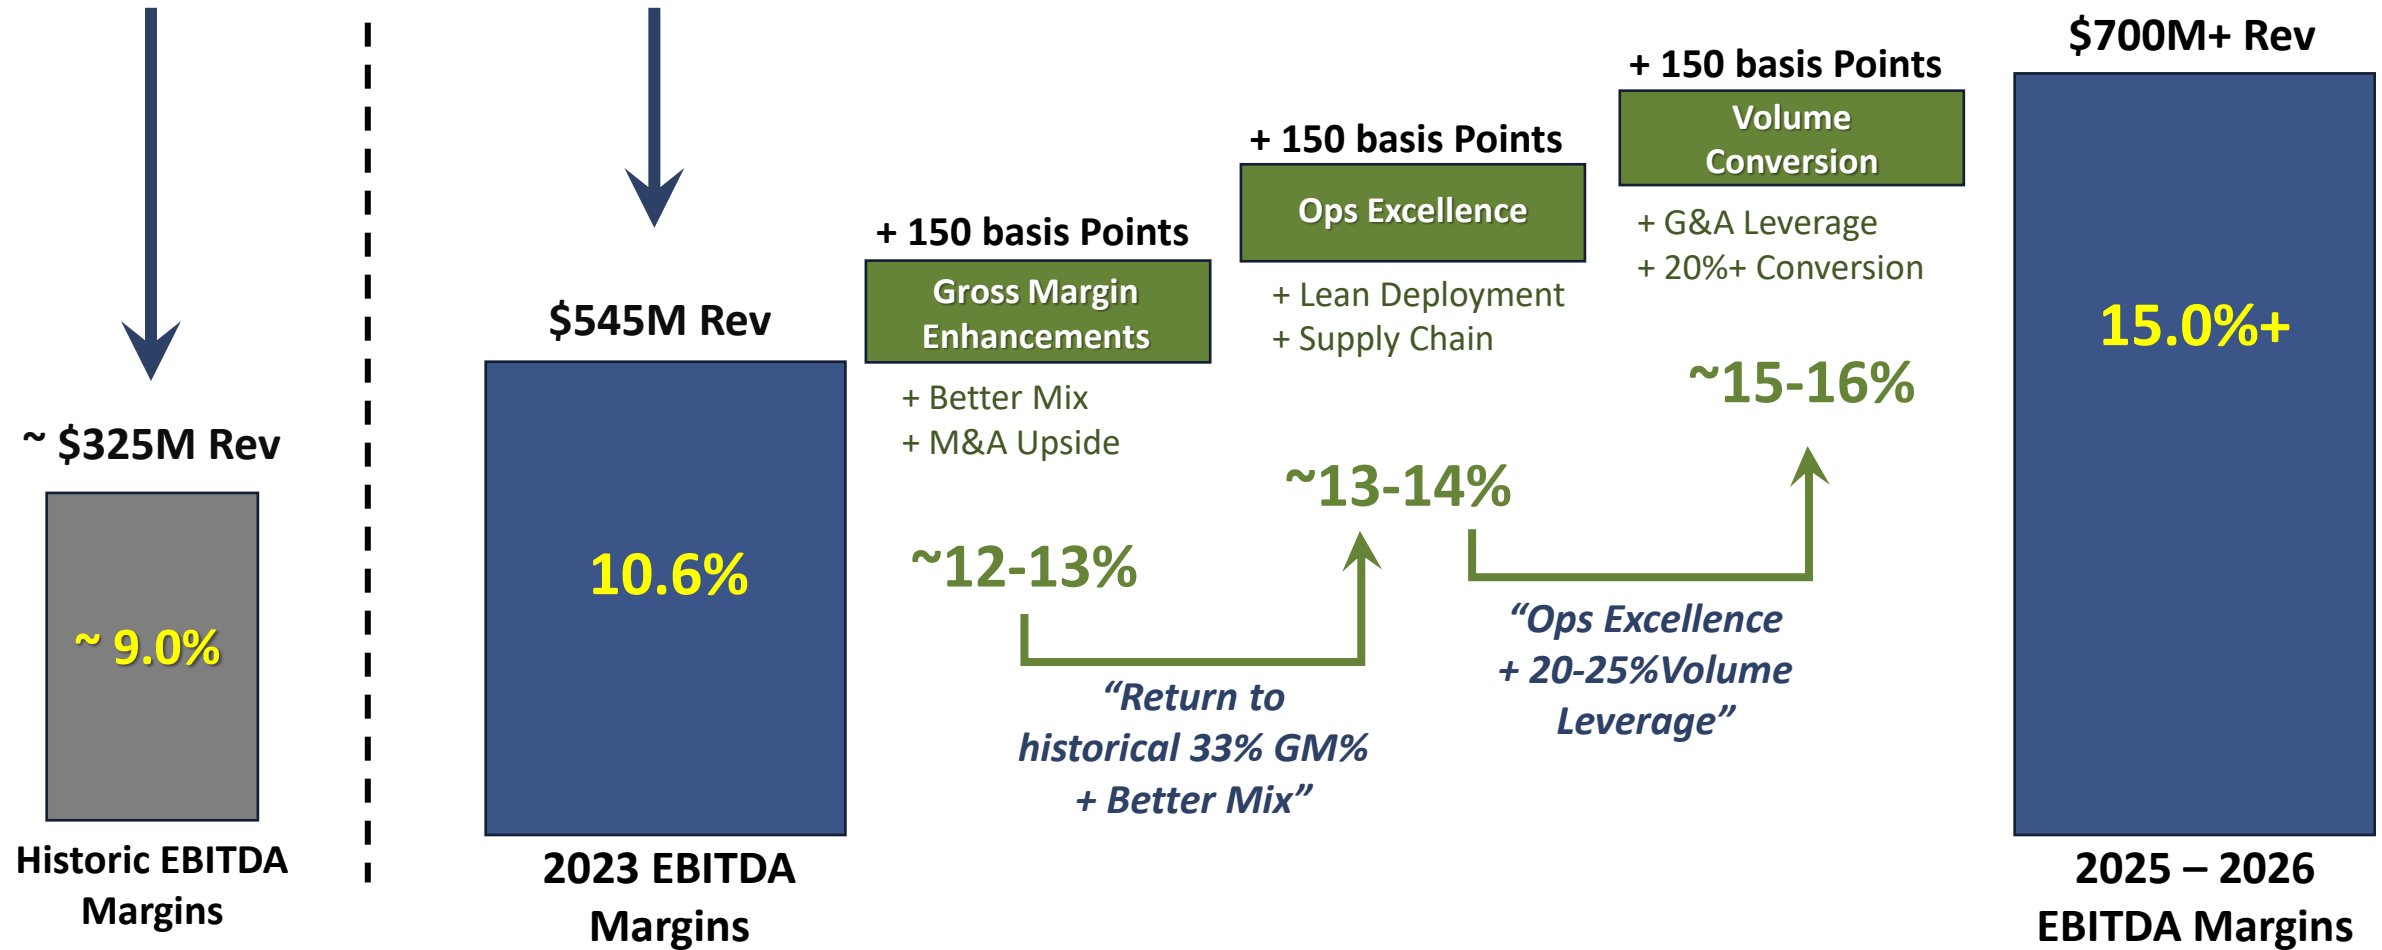 ~ $325M Rev
~ 9.0%
Historic EBITDA
Margins
$545M Rev
10.6%
2023 EBITDA
Margins
+ 150 basis Points
Gross Margin
Enhancements
+ Better Mix
+ M&A Upside
~12-13%
“Return to
historical 33% GM%
+ Better Mix”
+ 150 basis Points
Ops Excellence
+ Lean Deployment
+ Supply Chain
~13-14%
“Ops Excellence
+ 20-25%Volume
Leverage”
+ 150 basis Points
Volume
Conversion
+ G&A Leverage
+ 20%+ Conversion
~15-16%
$700M+ Rev
15.0%+
2025 – 2026
EBITDA Margins